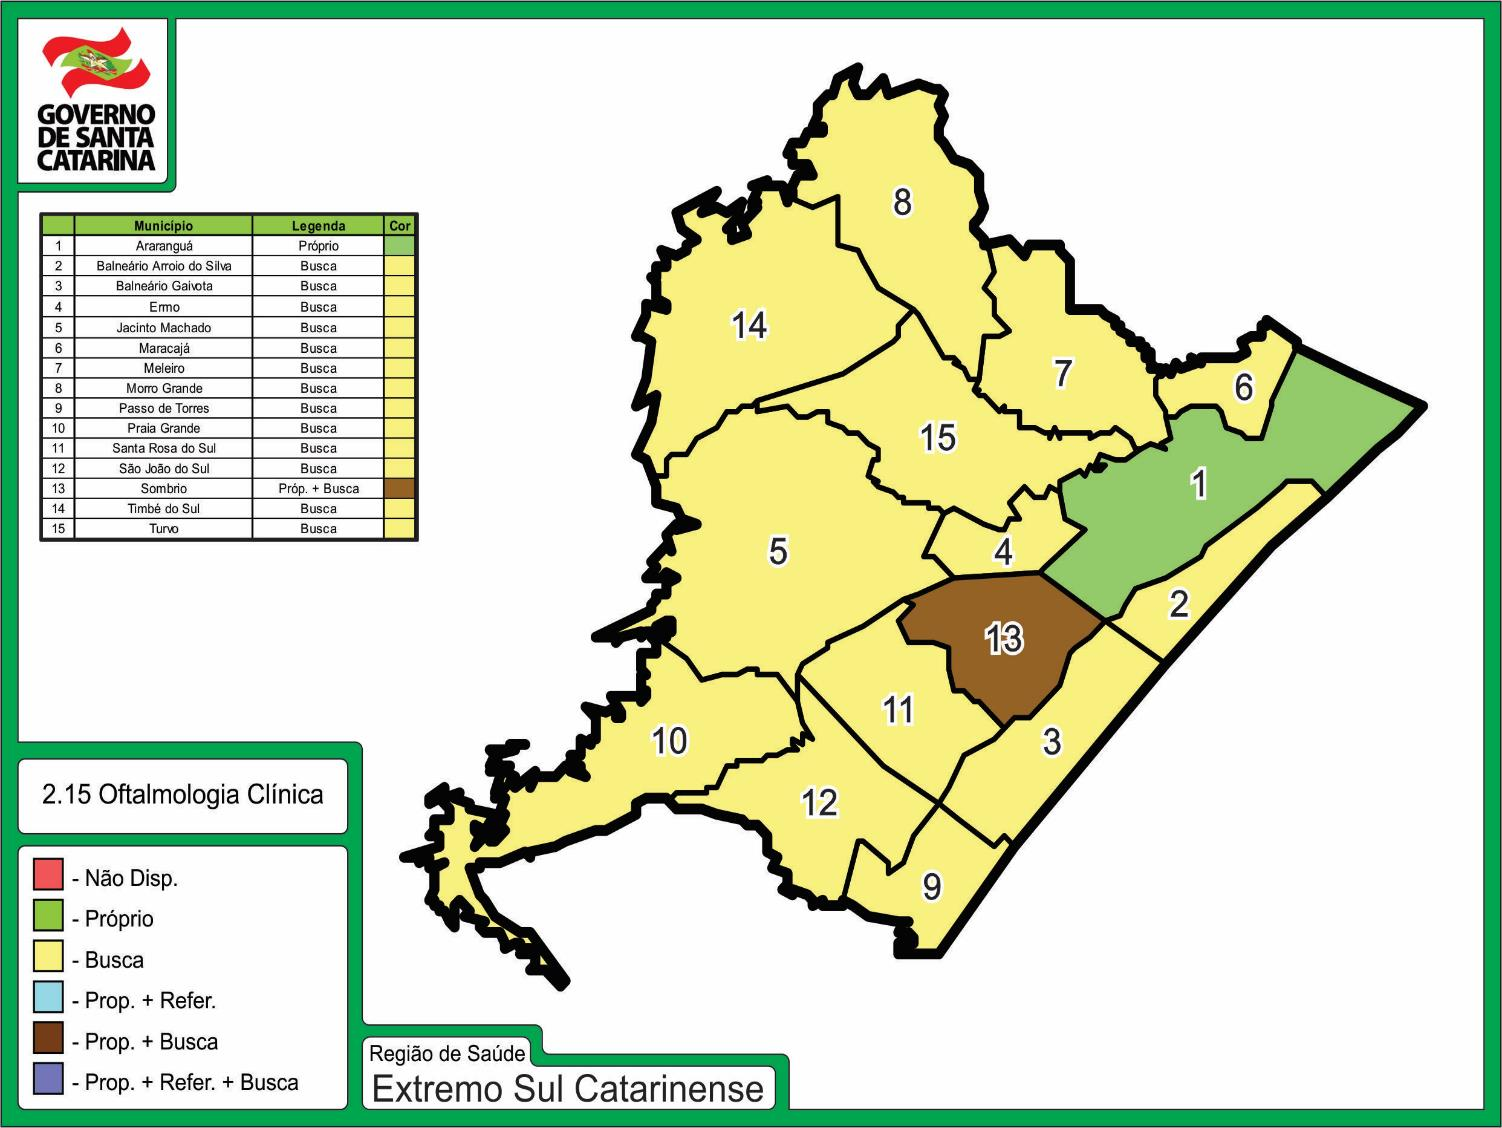 GOVERNO
DE SANTA
CATARINA
Município Legenda Cor
1 Araranguá Próprio
2 Balneário Arroio do Silva Busca
3 Balneário Gaivota Busca
4 Ermo Busca
5 Jacinto Machado Busca
6 Maracajá Busca
7 Meleiro Busca
8 Morro Grande Busca
9 Passo de Torres Busca
10 Praia Grande Busca
11 Santa Rosa do Sul Busca
12 São João do Sul Busca
13 Sombrio Próp. + Busca
14 Timbé do Sul Busca
15 Turvo Busca
8
14
7
6
15
1
5
4
2
13
11
10
3
12
9
2.15 Oftalmologia Clínica
- Não Disp.
- Próprio
- Busca
- Prop. + Refer.
- Prop. + Busca
- Prop. + Refer. + Busca
Região de Saúde
Extremo Sul Catarinense